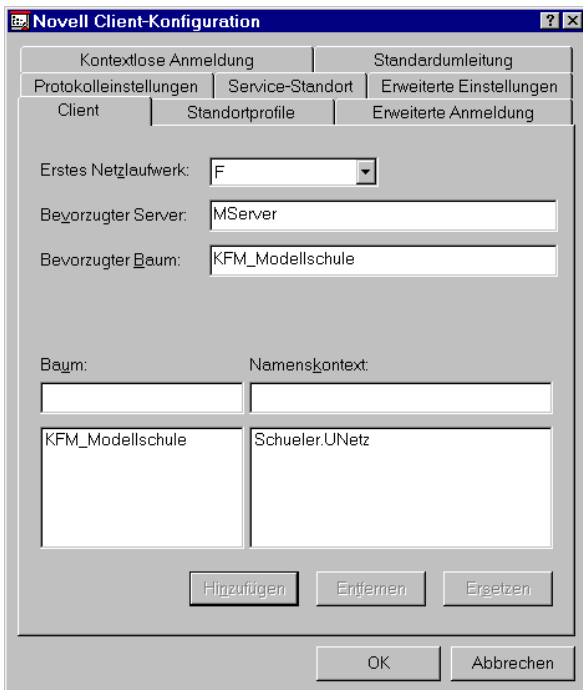 Novell Client-Konfiguration
Kontextlose Anmeldung Standardumleitung
Protokolleinstellungen Service-Standort Erweiterte Einstellungen
Client Standortprofile Erweiterte Anmeldung
Erstes Netzlaufwerk: F
Bevorzugter Server: MServer
Bevorzugter Baum: KFM_Modellschule
Baum: Namenskontext:
KFM_Modellschule Schueler.UNetz
Hinzufügen Entfernen Ersetzen
OK Abbrechen